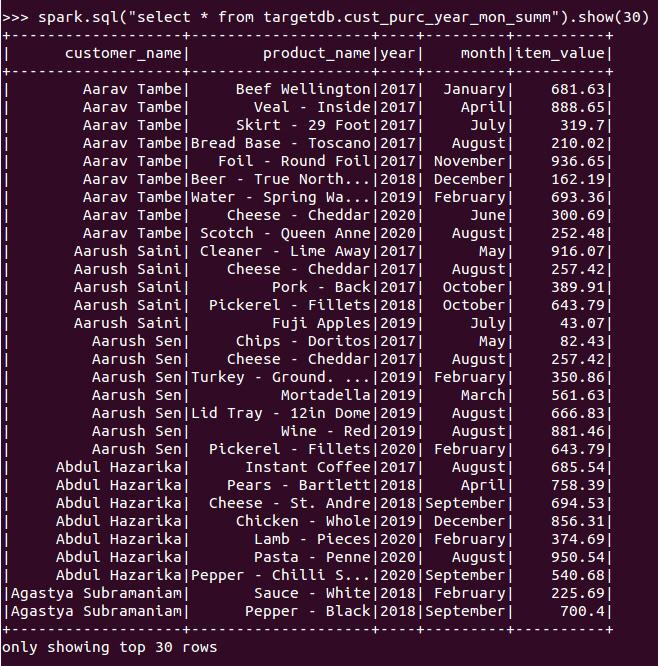 >>> spark.sql("select * from targetdb.cust_purc_year_mon_summ").show(30)
+-------------------+--------------------+----+---------+----------+
|      customer_name|        product_name|year|    month|item_value|
+-------------------+--------------------+----+---------+----------+
|        Aarav Tambe|     Beef Wellington|2017|  January|    681.63|
|        Aarav Tambe|       Veal - Inside|2017|    April|    888.65|
|        Aarav Tambe|     Skirt - 29 Foot|2017|     July|     319.7|
|        Aarav Tambe|Bread Base - Toscano|2017|   August|    210.02|
|        Aarav Tambe|   Foil - Round Foil|2017| November|    936.65|
|        Aarav Tambe|Beer - True North...|2018| December|    162.19|
|        Aarav Tambe|Water - Spring Wa...|2019| February|    693.36|
|        Aarav Tambe|    Cheese - Cheddar|2020|     June|    300.69|
|        Aarav Tambe| Scotch - Queen Anne|2020|   August|    252.48|
|       Aarush Saini| Cleaner - Lime Away|2017|      May|    916.07|
|       Aarush Saini|    Cheese - Cheddar|2017|   August|    257.42|
|       Aarush Saini|         Pork - Back|2017|  October|    389.91|
|       Aarush Saini|  Pickerel - Fillets|2018|  October|    643.79|
|       Aarush Saini|         Fuji Apples|2019|     July|     43.07|
|         Aarush Sen|     Chips - Doritos|2017|      May|     82.43|
|         Aarush Sen|    Cheese - Cheddar|2017|   August|    257.42|
|         Aarush Sen|Turkey - Ground. ...|2019| February|    350.86|
|         Aarush Sen|          Mortadella|2019|    March|    561.63|
|         Aarush Sen|Lid Tray - 12in Dome|2019|   August|    666.83|
|         Aarush Sen|          Wine - Red|2019|   August|    881.46|
|         Aarush Sen|  Pickerel - Fillets|2020| February|    643.79|
|     Abdul Hazarika|      Instant Coffee|2017|   August|    685.54|
|     Abdul Hazarika|    Pears - Bartlett|2018|    April|    758.39|
|     Abdul Hazarika|  Cheese - St. Andre|2018|September|    694.53|
|     Abdul Hazarika|     Chicken - Whole|2019| December|    856.31|
|     Abdul Hazarika|       Lamb - Pieces|2020| February|    374.69|
|     Abdul Hazarika|       Pasta - Penne|2020|   August|    950.54|
|     Abdul Hazarika|Pepper - Chilli S...|2020|September|    540.68|
|Agastya Subramaniam|       Sauce - White|2018| February|    225.69|
|Agastya Subramaniam|      Pepper - Black|2018|September|     700.4|
+-------------------+--------------------+----+---------+----------+
only showing top 30 rows